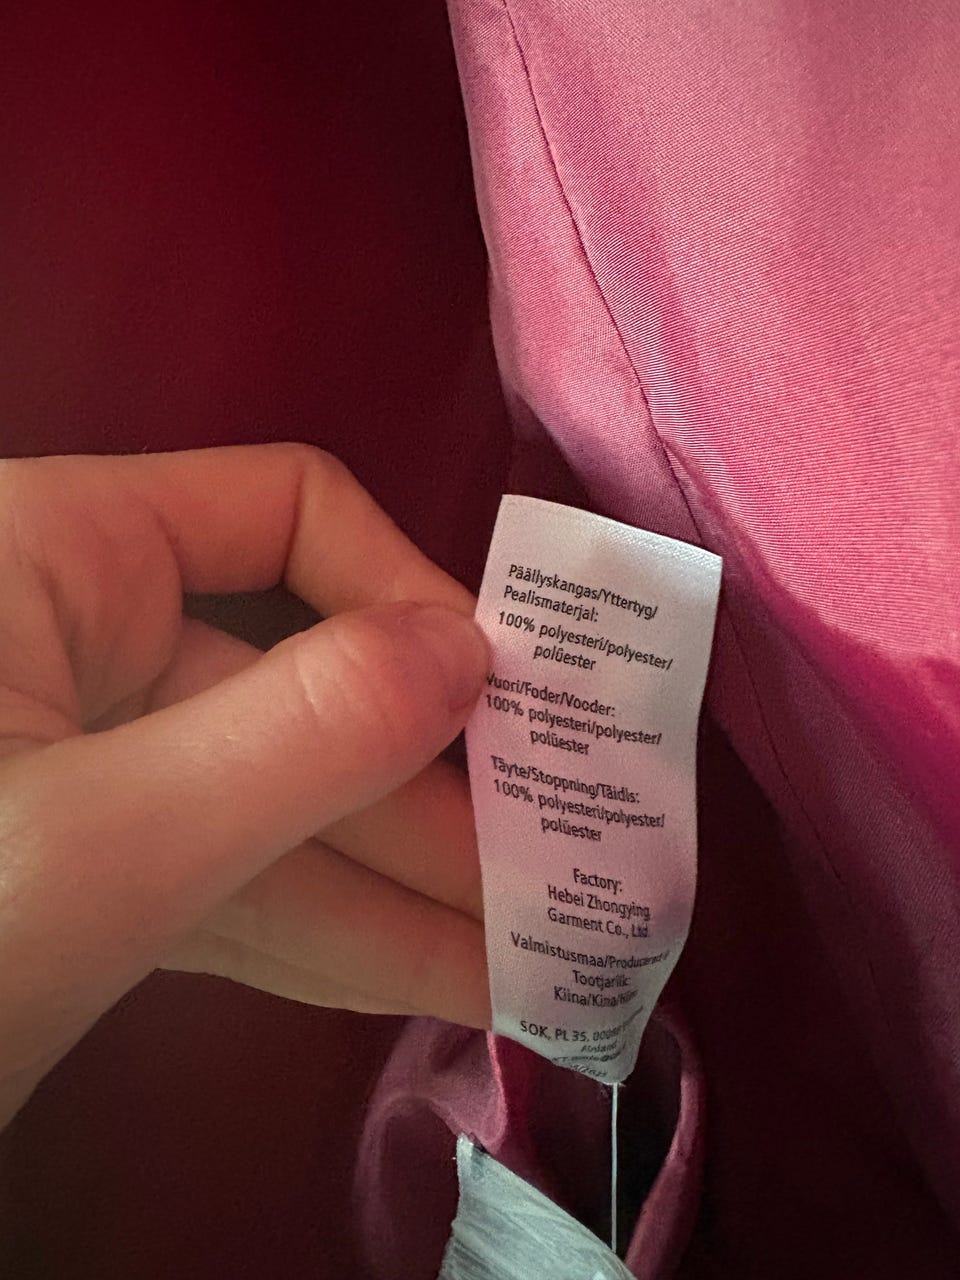 Päällyskangas/Yttertyg/
Pealismaterjal:
100% polyesteri/polyester/
polüester
Vuori/Foder/Vooder:
100% polyesteri/polyester/
polüester
Täyte/Stoppning/Täidis:
100% polyesteri/polyester/
polüester
Factory:
Hebei Zhongying
Garment Co., Ltd.
Valmistusmaa/Producerad i/
Tootjariik:
Kiina/Kina/Hiina
SOK, PL 35,
Finland